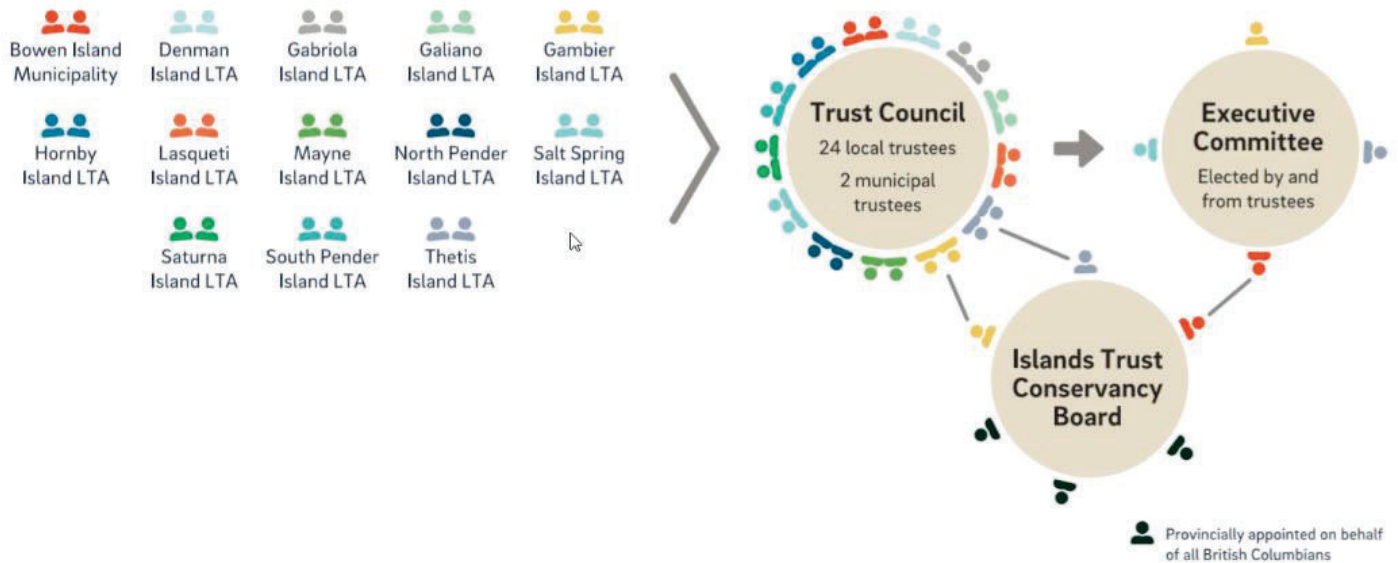 Bowen Island
Municipality
Denman
Island LTA
Gabriola
Island LTA
Galiano
Island LTA
Gambier
Island LTA
Hornby
Island LTA
Lasqueti
Island LTA
Mayne
Island LTA
North Pender
Island LTA
Salt Spring
Island LTA
Saturna
Island LTA
South Pender
Island LTA
Thetis
Island LTA
Trust Council
24 local trustees
2 municipal
trustees
Executive
Committee
Elected by and
from trustees
Islands Trust
Conservancy
Board
Provincially appointed on behalf
of all British Columbians